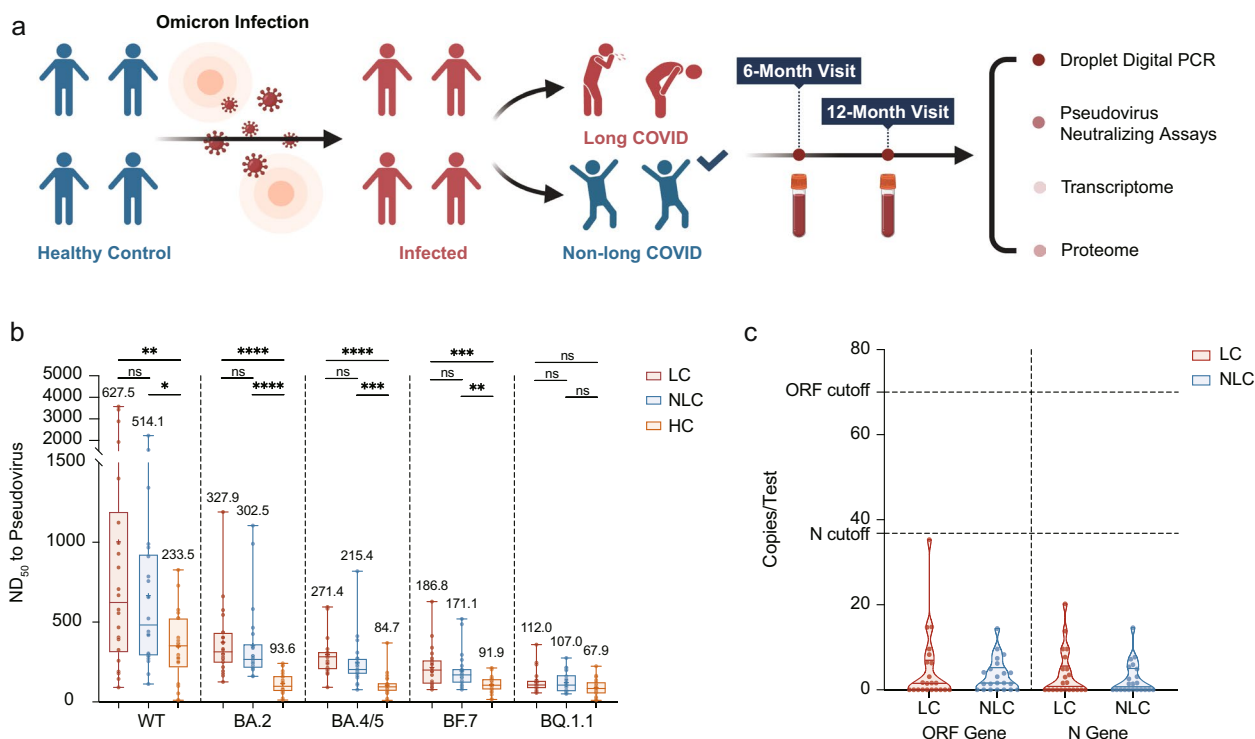 a
Omicron Infection
Healthy Control
Infected
Long COVID
Non-long COVID
6-Month Visit
12-Month Visit
Droplet Digital PCR
Pseudovirus
Neutralizing Assays
Transcriptome
Proteome
b
ND50 to Pseudovirus
5000
4000
3000
2000
1500
1000
500
0
** ns *
627.5 514.1 233.5
WT
**** ns ****
327.9 302.5 93.6
BA.2
**** ns ***
271.4 215.4 84.7
BA.4/5
*** ns **
186.8 171.1 91.9
BF.7
ns ns ns
112.0 107.0 67.9
BQ.1.1
LC
NLC
HC
c
Copies/Test
80
ORF cutoff
60
40
N cutoff
20
0
LC NLC LC NLC
ORF Gene N Gene
LC
NLC